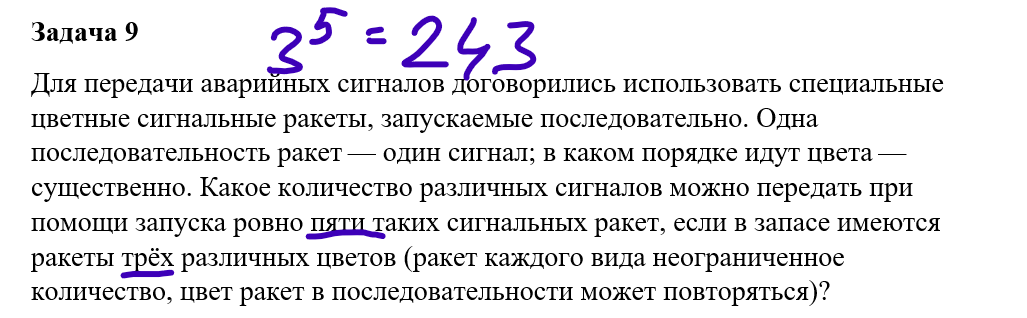 Задача 9
3⁵ = 243
Для передачи аварийных сигналов договорились использовать специальные
цветные сигнальные ракеты, запускаемые последовательно. Одна
последовательность ракет — один сигнал; в каком порядке идут цвета —
существенно. Какое количество различных сигналов можно передать при
помощи запуска ровно пяти таких сигнальных ракет, если в запасе имеются
ракеты трёх различных цветов (ракет каждого вида неограниченное
количество, цвет ракет в последовательности может повторяться)?